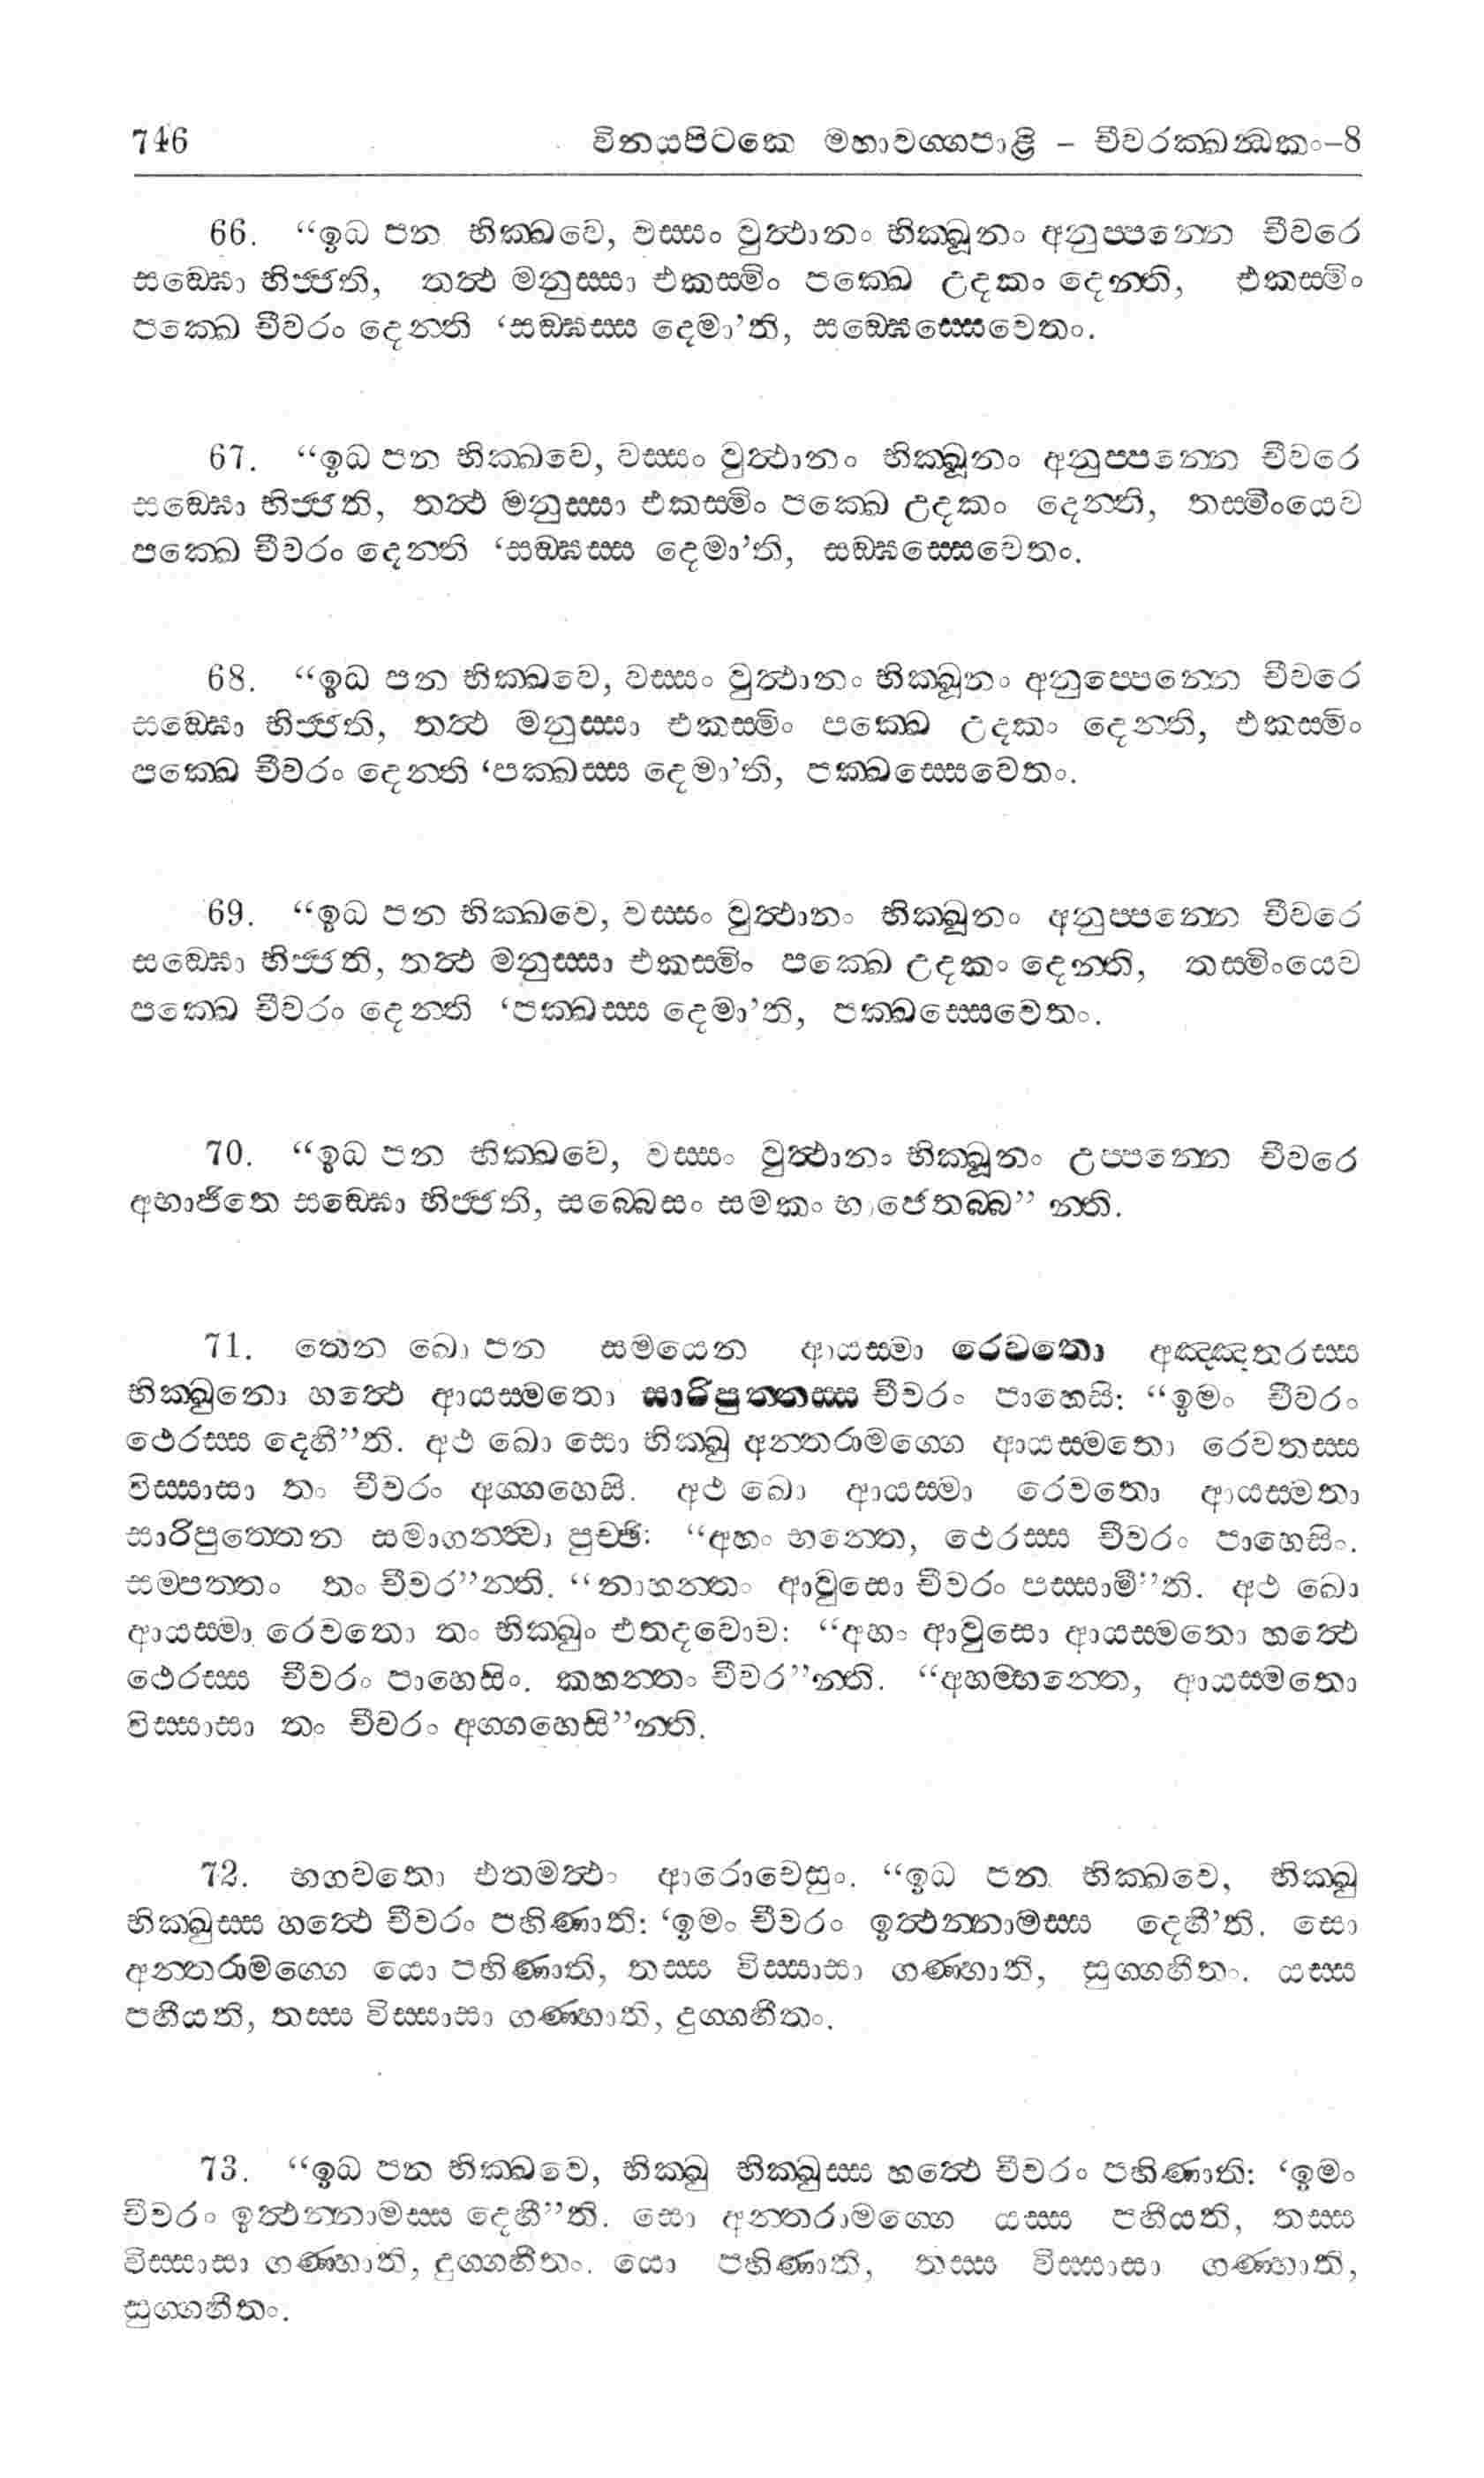 746 විනයපිටකෙ මහාවග්ගපාළි – චීවරක්ඛන්ධකං–8
66. “ඉධ පන භික්ඛවෙ, වස්සං වුත්ථානං භික්ඛූනං අනුප්පන්නෙ චීවරෙ
සඞ්ඝො භිජ්ජති, තත්ථ මනුස්සා එකස්මිං පක්ඛෙ උදකං දෙන්ති, එකස්මිං
පක්ඛෙ චීවරං දෙන්ති ‘සඞ්ඝස්ස දෙමා’ති, සඞ්ඝෙස්සෙවෙතං.
67. “ඉධ පන භික්ඛවෙ, වස්සං වුත්ථානං භික්ඛූනං අනුප්පන්නෙ චීවරෙ
සඞ්ඝො භිජ්ජති, තත්ථ මනුස්සා එකස්මිං පක්ඛෙ උදකං දෙන්ති, තස්මිංයෙව
පක්ඛෙ චීවරං දෙන්ති ‘සඞ්ඝස්ස දෙමා’ති, සඞ්ඝස්සෙවෙතං.
68. “ඉධ පන භික්ඛවෙ, වස්සං වුත්ථානං භික්ඛූනං අනුප්පෙන්නෙ චීවරෙ
සඞ්ඝො භිජ්ජති, තත්ථ මනුස්සා එකස්මිං පක්ඛෙ උදකං දෙන්ති, එකස්මිං
පක්ඛෙ චීවරං දෙන්ති ‘පක්ඛස්ස දෙමා’ති, පක්ඛස්සෙවෙතං.
69. “ඉධ පන භික්ඛවෙ, වස්සං වුත්ථානං භික්ඛූනං අනුප්පන්නෙ චීවරෙ
සඞ්ඝො භිජ්ජති, තත්ථ මනුස්සා එකස්මිං පක්ඛෙ උදකං දෙන්ති, තස්මිංයෙව
පක්ඛෙ චීවරං දෙන්ති ‘පක්ඛස්ස දෙමා’ති, පක්ඛස්සෙවෙතං.
70. “ඉධ පන භික්ඛවෙ, වස්සං වුත්ථානං භික්ඛූනං උප්පන්නෙ චීවරෙ
අභාජිතෙ සඞ්ඝො භිජ්ජති, සබ්බෙසං සමකං භාජෙතබ්බ” න්ති.
71. තෙන ඛො පන සමයෙන ආයස්මා රෙවතො අඤ්ඤතරස්ස
භික්ඛුනො හත්ථෙ ආයස්මතො සාරිපුත්තස්ස චීවරං පාහෙසි: “ඉමං චීවරං
ථෙරස්ස දෙහී”ති. අථ ඛො සො භික්ඛු අන්තරාමග්ගෙ ආයස්මතො රෙවතස්ස
විස්සාසා තං චීවරං අග්ගහෙසි. අථ ඛො ආයස්මා රෙවතො ආයස්මතා
සාරිපුත්තෙන සමාගන්ත්වා පුච්ඡි: “අහං භන්තෙ, ථෙරස්ස චීවරං පාහෙසිං.
සම්පත්තං තං චීවර”න්ති. “නාහන්තං ආවුසො චීවරං පස්සාමී”ති. අථ ඛො
ආයස්මා රෙවතො තං භික්ඛුං එතදවොච: “අහං ආවුසො ආයස්මතො හත්ථෙ
ථෙරස්ස චීවරං පාහෙසිං. කහන්තං චීවර”න්ති. “අහම්භන්තෙ, ආයස්මතො
විස්සාසා තං චීවරං අග්ගහෙසි”න්ති.
72. භගවතො එතමත්ථං ආරොචෙසුං. “ඉධ පන භික්ඛවෙ, භික්ඛු
භික්ඛුස්ස හත්ථෙ චීවරං පහිණාති: ‘ඉමං චීවරං ඉත්ථන්නාමස්ස දෙහී’ති. සො
අන්තරාමග්ගෙ යො පහිණාති, තස්ස විස්සාසා ගණ්හාති, සුග්ගහීතං. යස්ස
පහීයති, තස්ස විස්සාසා ගණ්හාති, දුග්ගහීතං.
73. “ඉධ පන භික්ඛවෙ, භික්ඛු භික්ඛුස්ස හත්ථෙ චීවරං පහිණාති: ‘ඉමං
චීවරං ඉත්ථන්නාමස්ස දෙහී”ති. සො අන්තරාමග්ගෙ යස්ස පහීයති, තස්ස
විස්සාසා ගණ්හාති, දුග්ගහීතං. යො පහිණාති, තස්ස විස්සාසා ගණ්හාති,
සුග්ගහීතං.